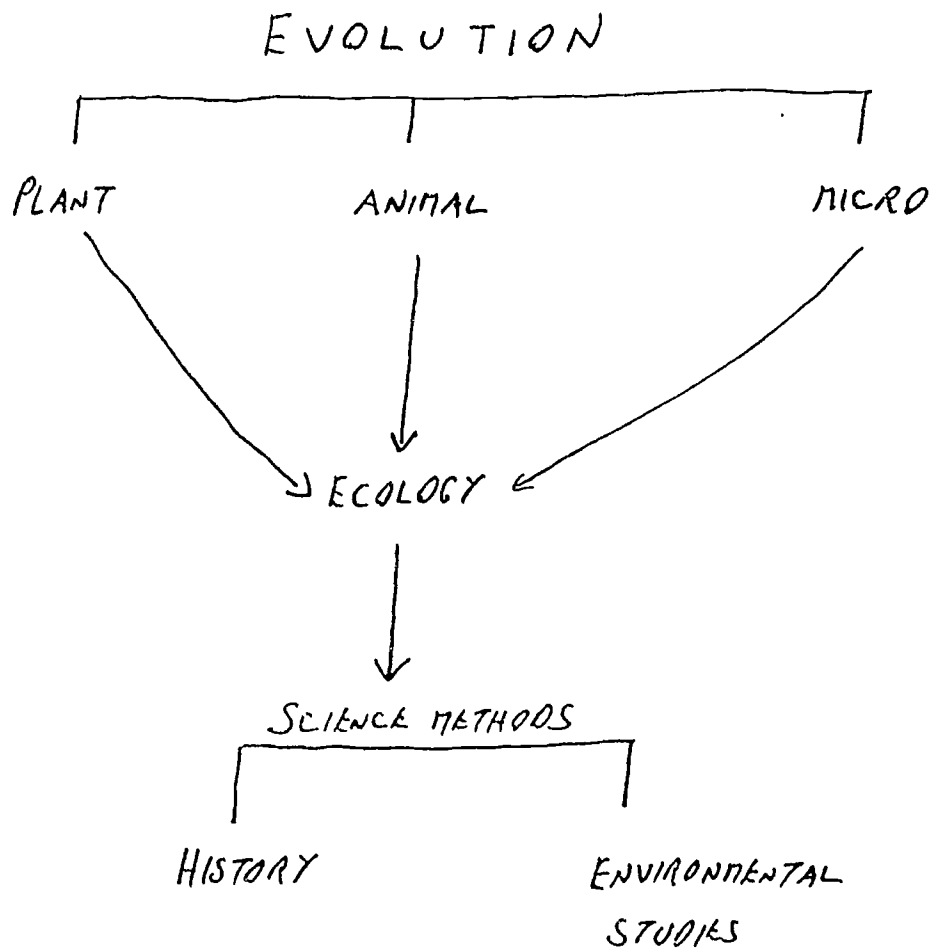 EVOLUTION
PLANT ANIMAL MICRO
ECOLOGY
SCIENCE METHODS
HISTORY ENVIRONMENTAL
STUDIES